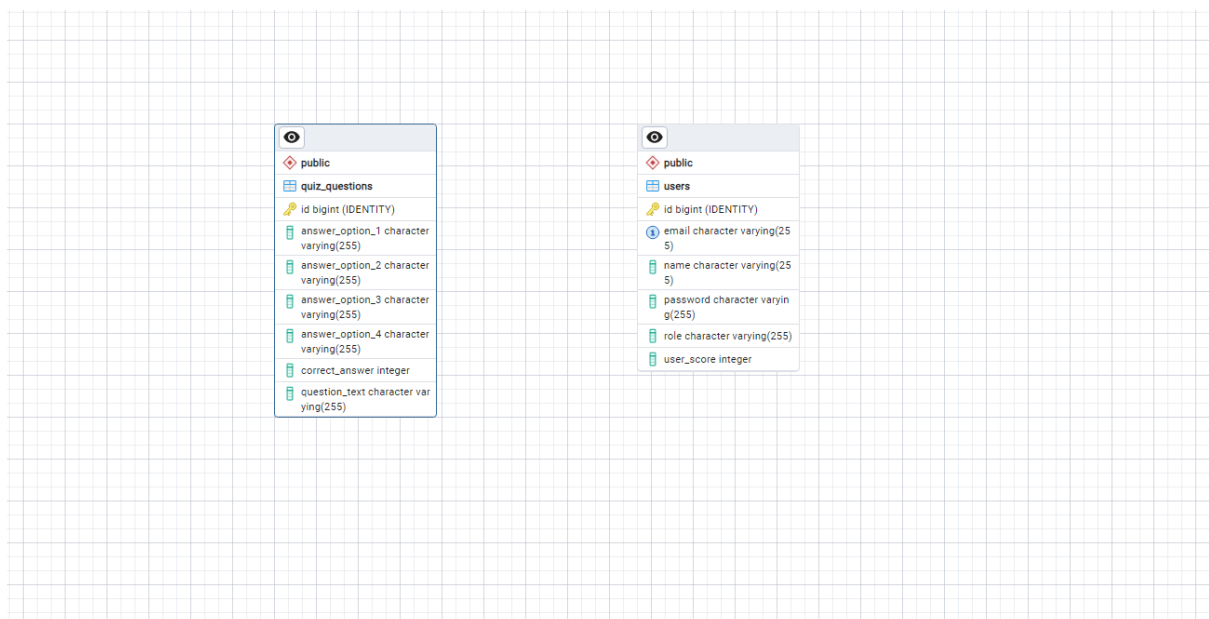 public
quiz_questions
id bigint (IDENTITY)
answer_option_1 character
varying(255)
answer_option_2 character
varying(255)
answer_option_3 character
varying(255)
answer_option_4 character
varying(255)
correct_answer integer
question_text character var
ying(255)
public
users
id bigint (IDENTITY)
1
email character varying(25
5)
name character varying(25
5)
password character varyin
g(255)
role character varying(255)
user_score integer